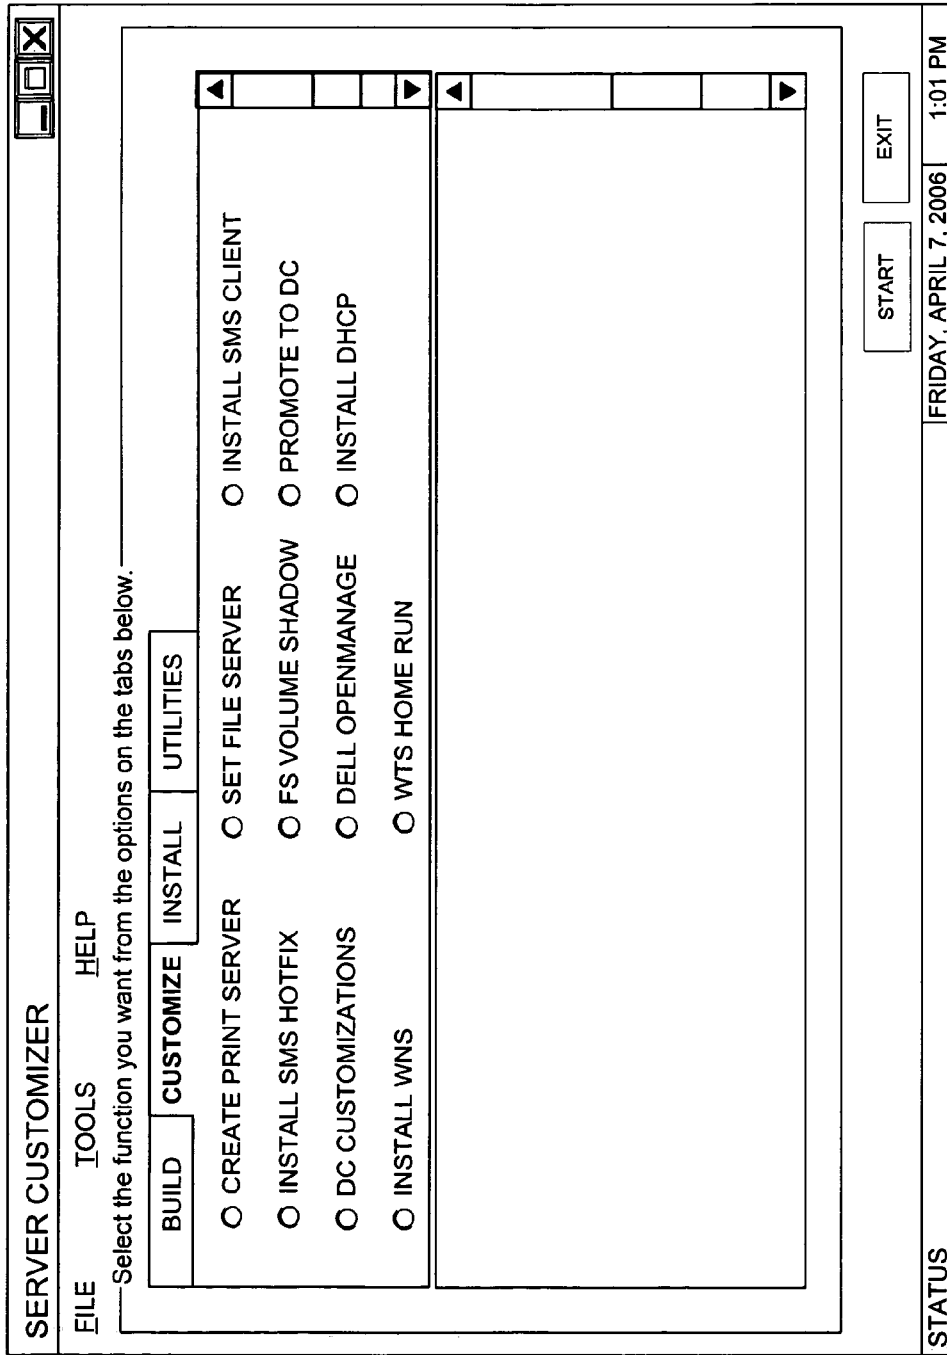 SERVER CUSTOMIZER
FILE TOOLS HELP
Select the function you want from the options on the tabs below.
BUILD CUSTOMIZE INSTALL UTILITIES
CREATE PRINT SERVER SET FILE SERVER INSTALL SMS CLIENT
INSTALL SMS HOTFIX FS VOLUME SHADOW PROMOTE TO DC
DC CUSTOMIZATIONS DELL OPENMANAGE INSTALL DHCP
INSTALL WNS WTS HOME RUN
START EXIT
STATUS FRIDAY, APRIL 7, 2006 1:01 PM